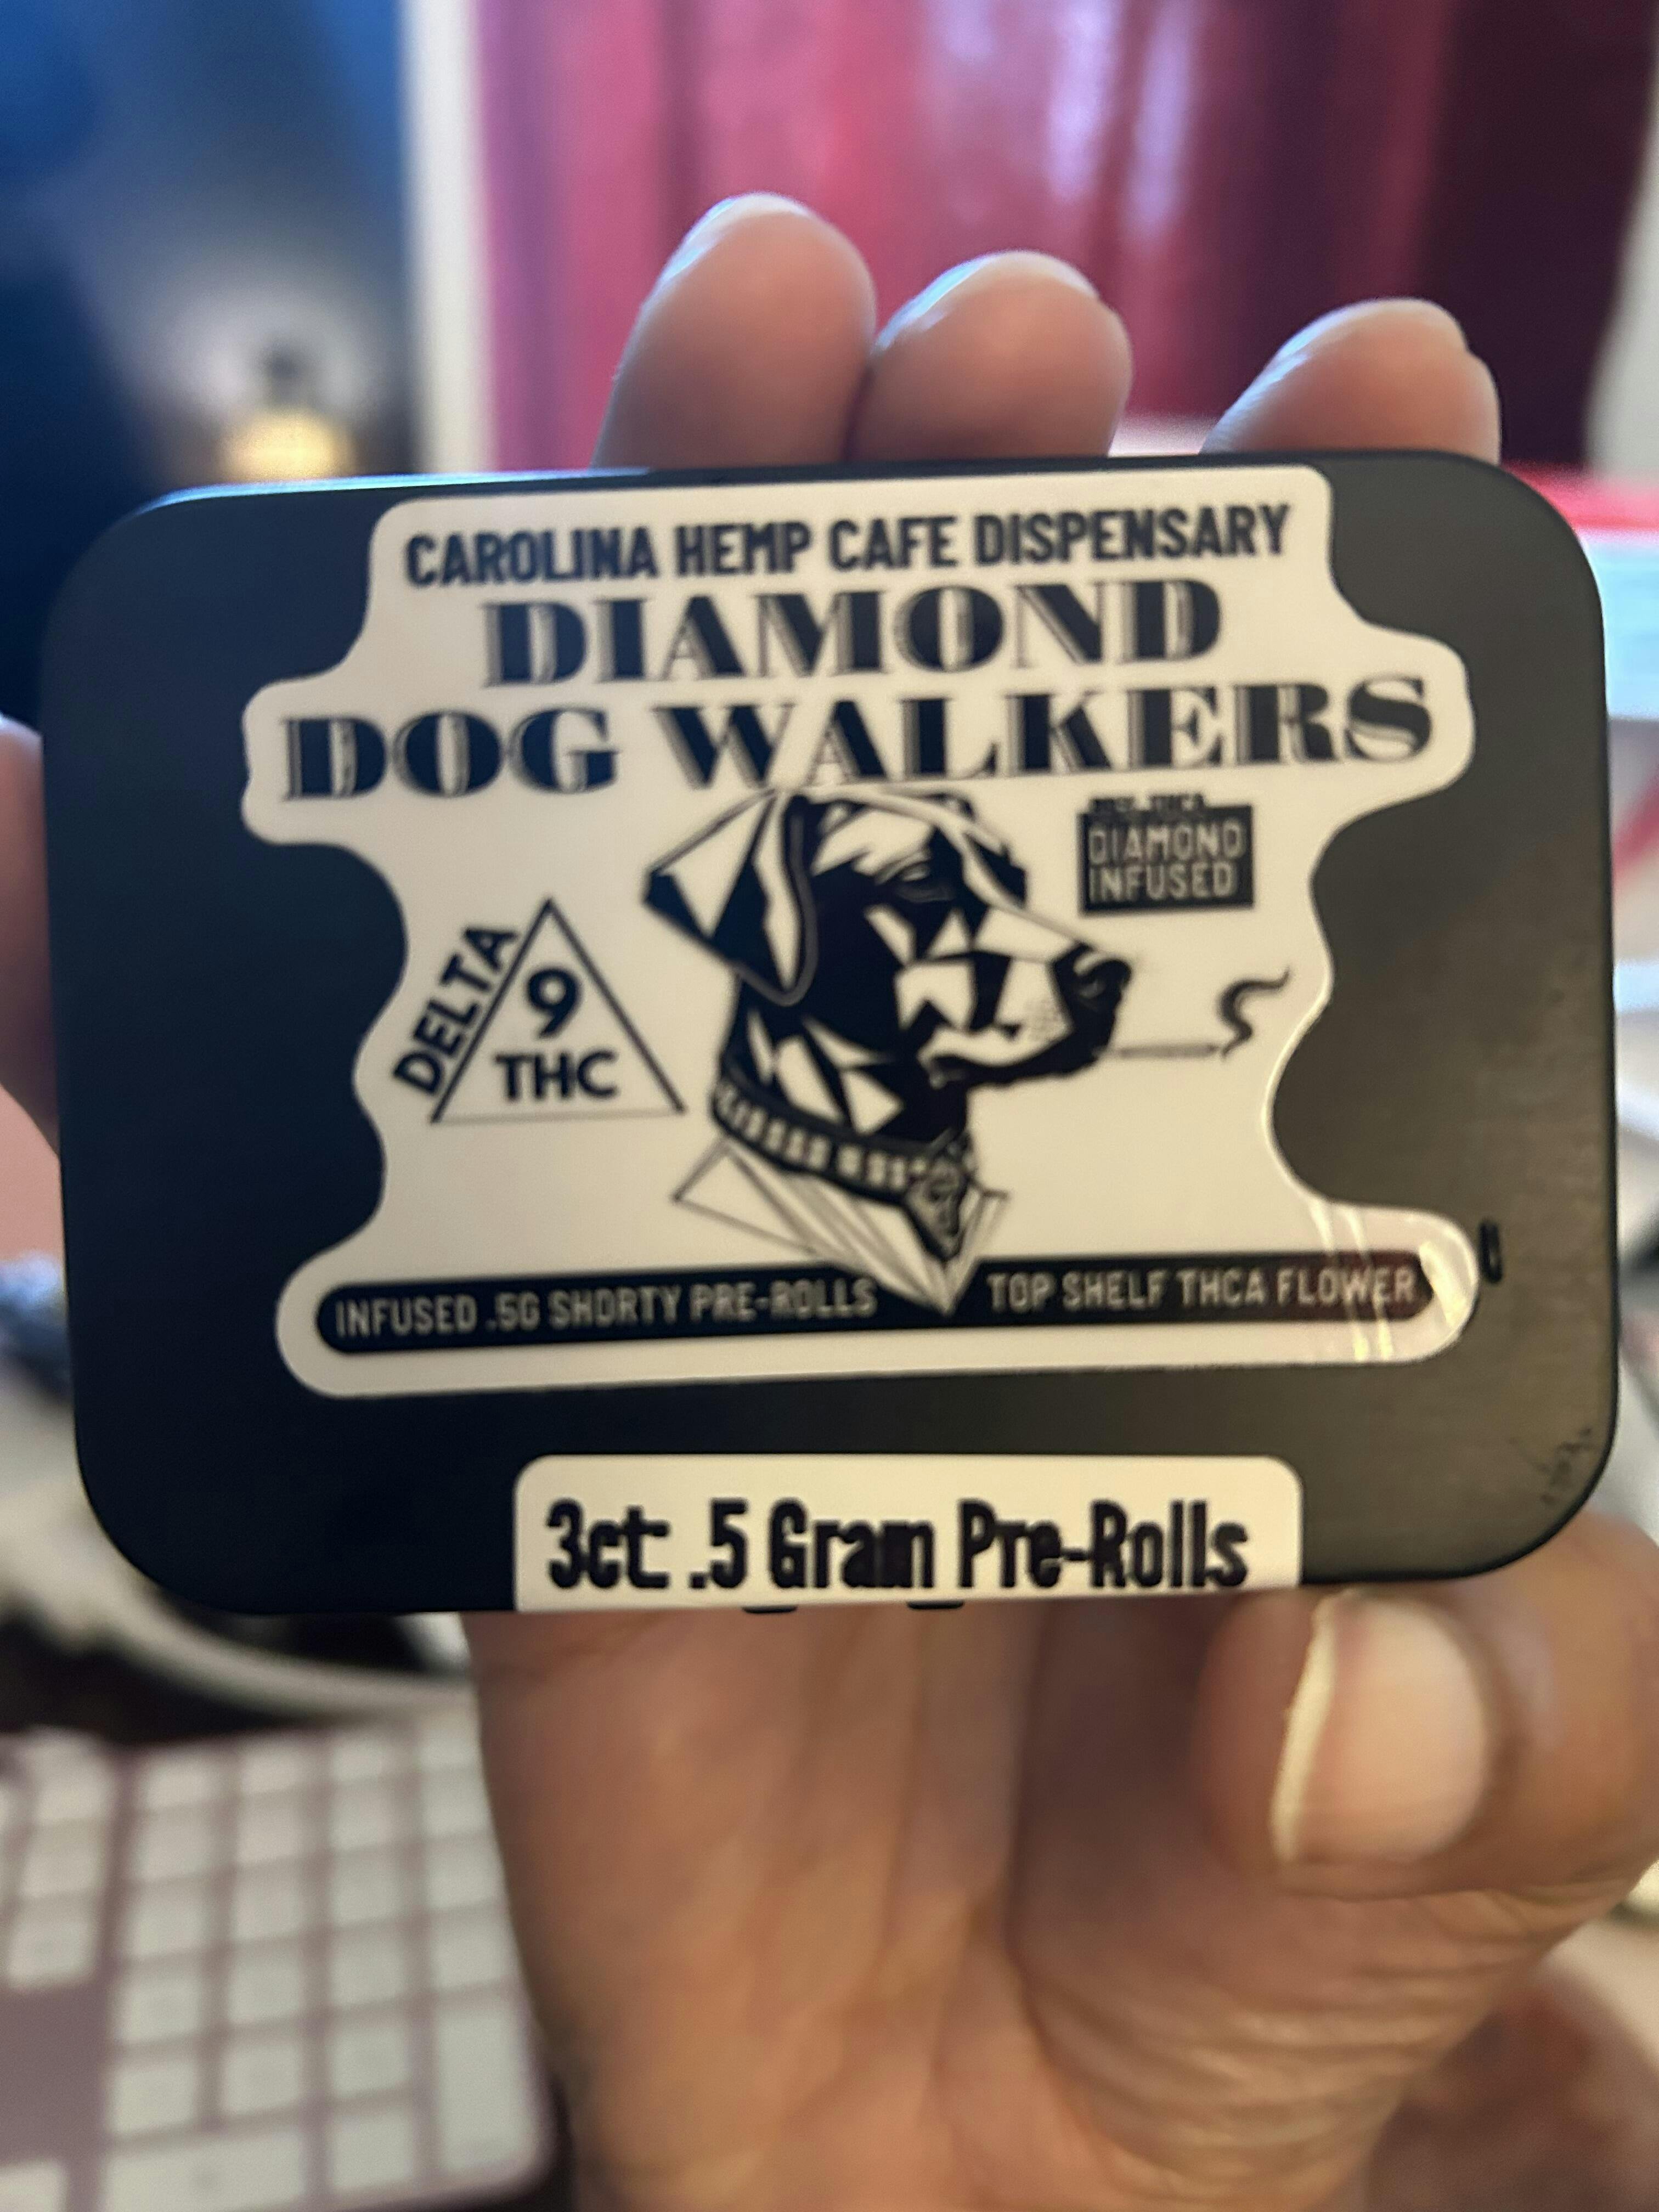 CAROLINA HEMP CAFE DISPENSARY
DIAMOND
DOG WALKERS
THCA
DIAMOND
INFUSED
DELTA
9
THC
INFUSED .5G SHORTY PRE-ROLLS
TOP SHELF THCA FLOWER
3ct .5 Gram Pre-Rolls